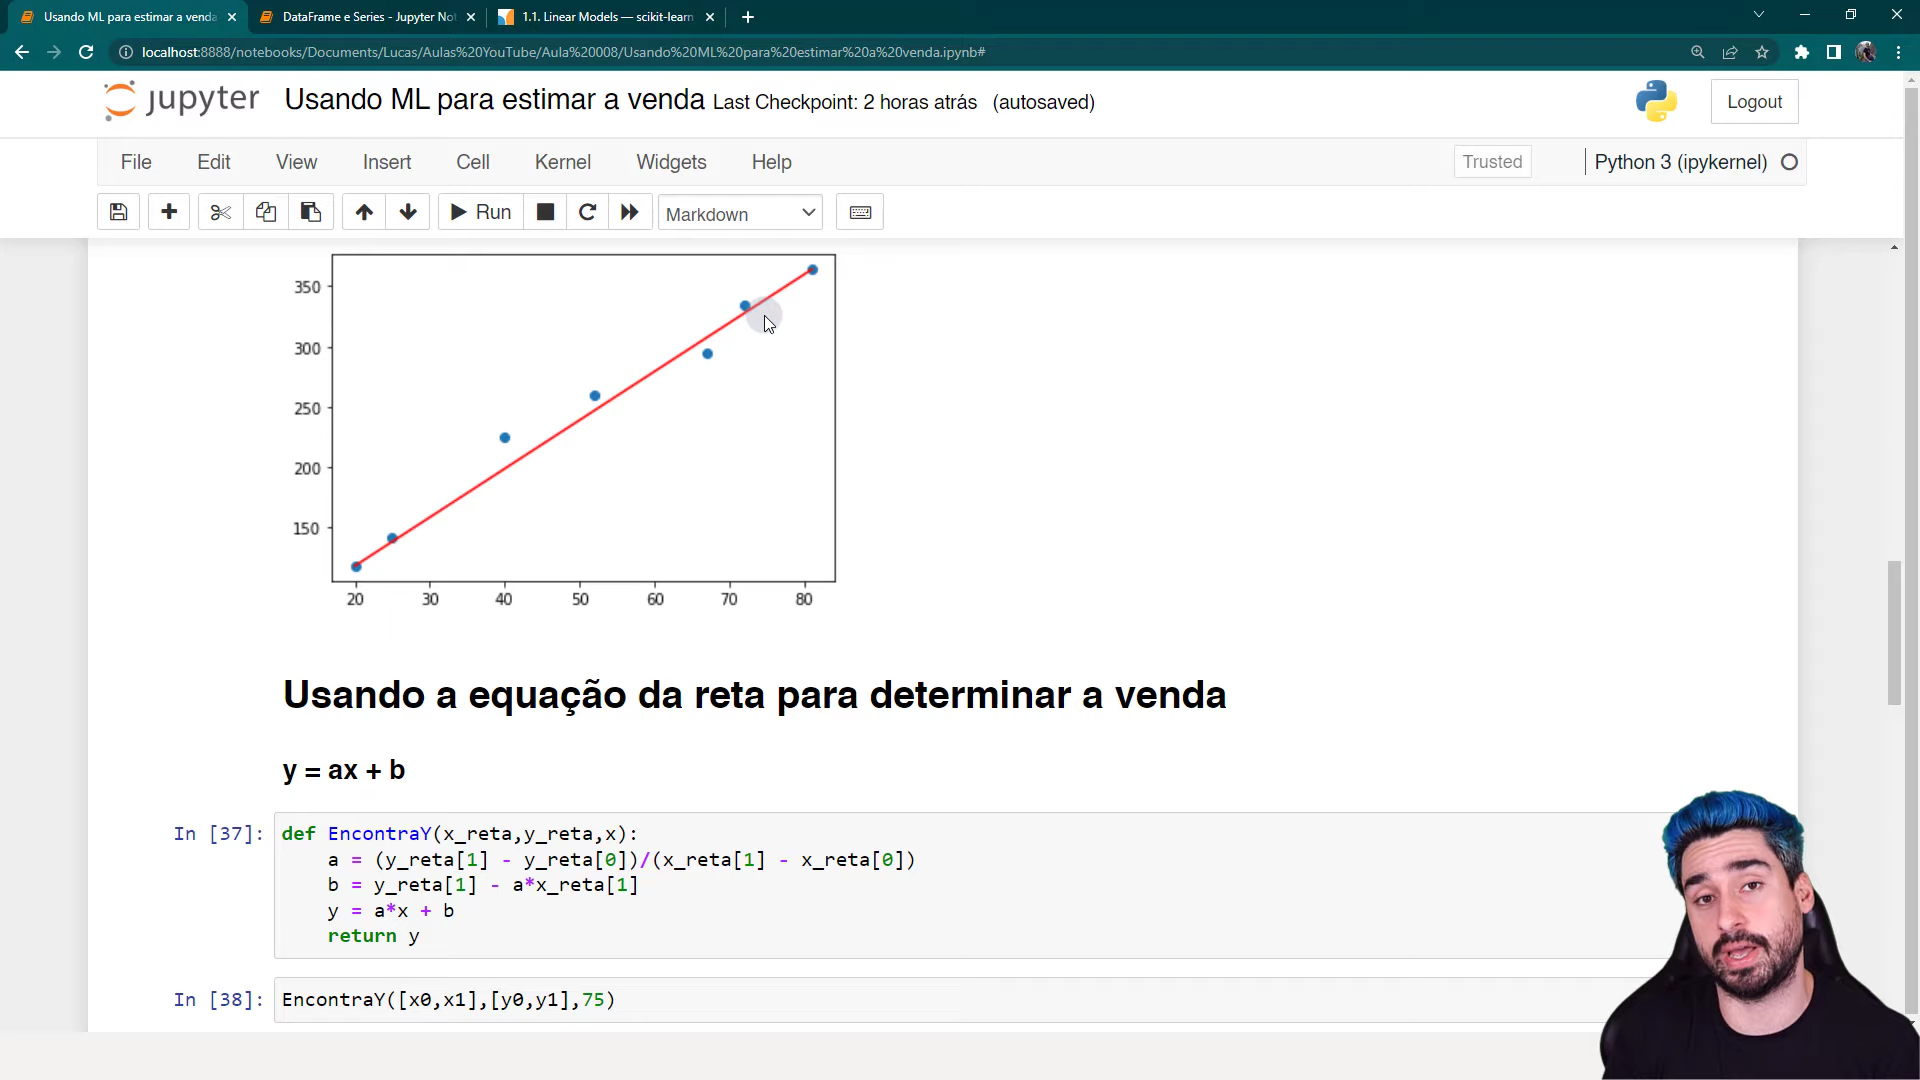 Usando ML para estimar a venda
DataFrame e Series - Jupyter Not
1.1. Linear Models — scikit-learn
localhost:8888/notebooks/Documents/Lucas/Aulas%20YouTube/Aula%20008/Usando%20ML%20para%20estimar%20a%20venda.ipynb#
jupyter
Usando ML para estimar a venda Last Checkpoint: 2 horas atrás (autosaved)
Logout
File Edit View Insert Cell Kernel Widgets Help
Trusted
Python 3 (ipykernel)
Run
Markdown
350
300
250
200
150
20 30 40 50 60 70 80
Usando a equação da reta para determinar a venda
y = ax + b
In [37]: def EncontraY(x_reta,y_reta,x):
a = (y_reta[1] - y_reta[0])/(x_reta[1] - x_reta[0])
b = y_reta[1] - a*x_reta[1]
y = a*x + b
return y
In [38]: EncontraY([x0,x1],[y0,y1],75)